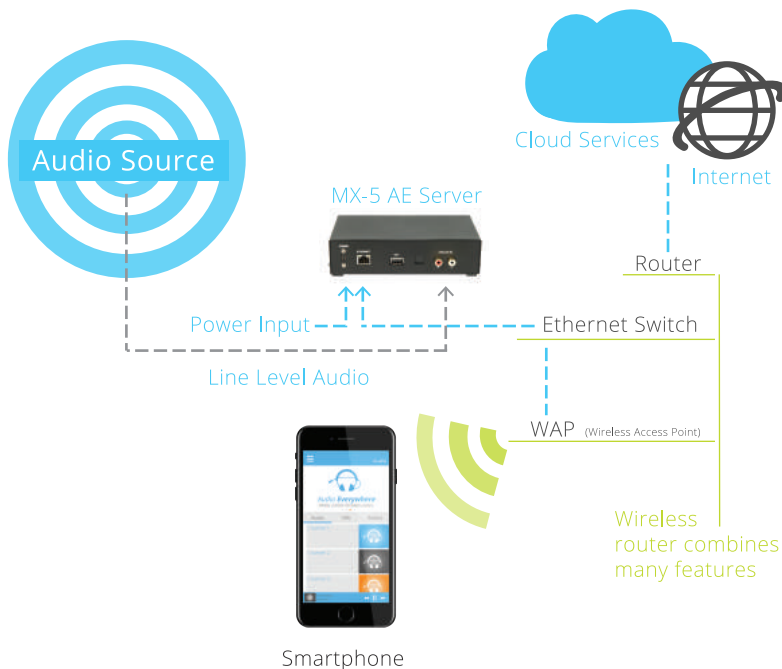 Audio Source
Cloud Services
Internet
MX-5 AE Server
Router
Power Input
Ethernet Switch
Line Level Audio
WAP (Wireless Access Point)
Audio Everywhere
Wireless
router combines
many features
Smartphone